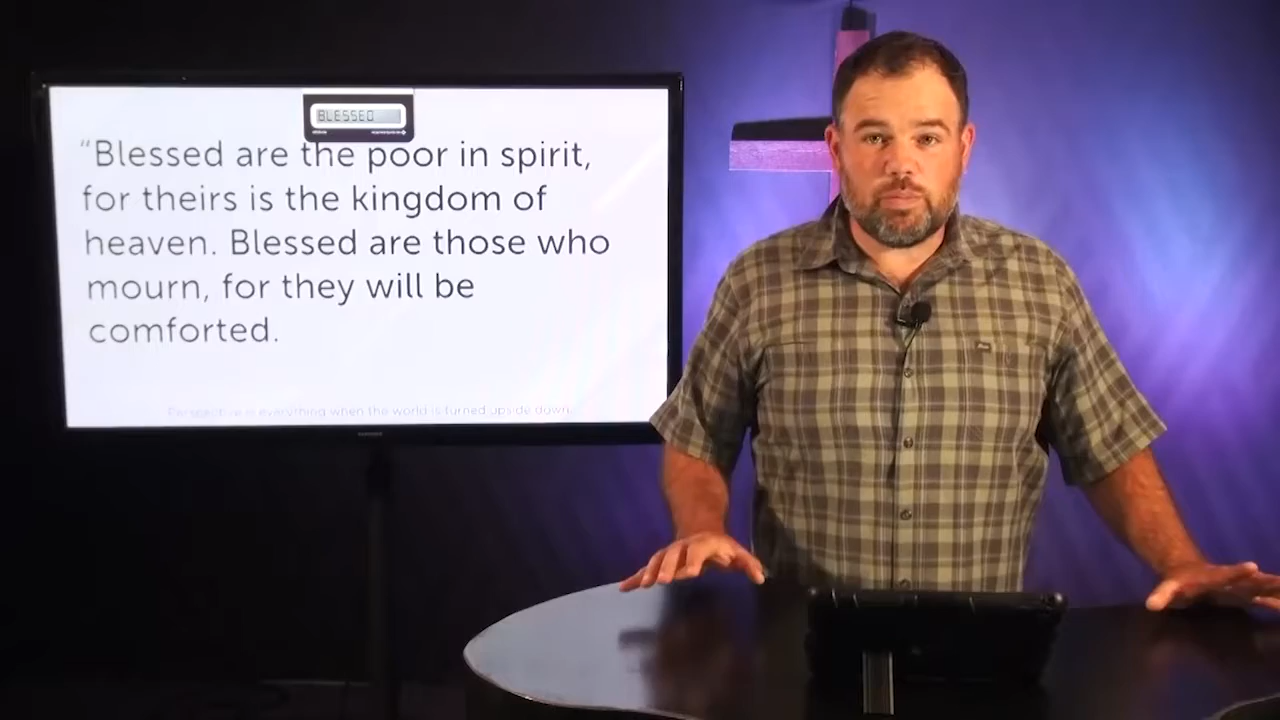 BLESSED
“Blessed are the poor in spirit,
for theirs is the kingdom of
heaven. Blessed are those who
mourn, for they will be
comforted.
Perspective is everything when the world is turned upside down.